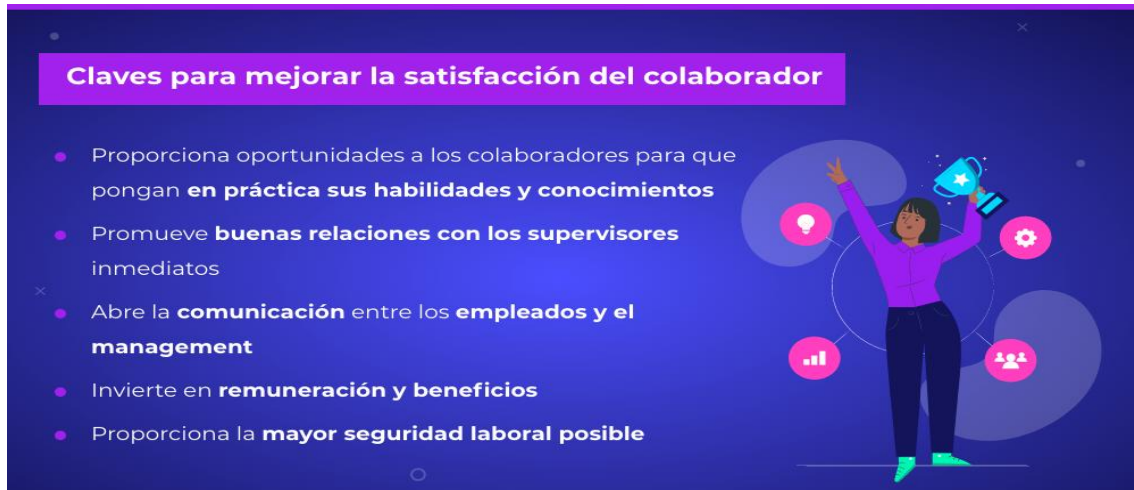 Claves para mejorar la satisfacción del colaborador
Proporciona oportunidades a los colaboradores para que
pongan en práctica sus habilidades y conocimientos
Promueve buenas relaciones con los supervisores
inmediatos
Abre la comunicación entre los empleados y el
management
Invierte en remuneración y beneficios
Proporciona la mayor seguridad laboral posible